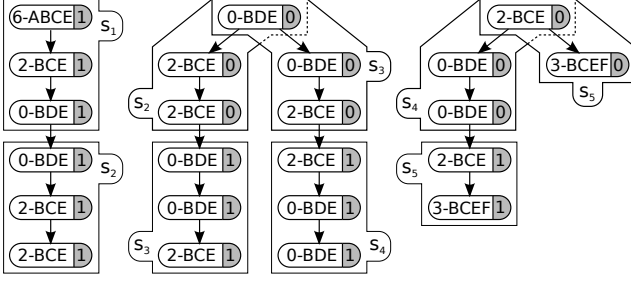 6-ABCE 1
S1
2-BCE 1
0-BDE 1
0-BDE 1
S2
2-BCE 1
2-BCE 1
0-BDE 0
2-BCE 0
0-BDE 0
S3
S2
2-BCE 0
2-BCE 0
0-BDE 1
2-BCE 1
0-BDE 1
0-BDE 1
S3
2-BCE 1
0-BDE 1
S4
2-BCE 0
0-BDE 0
3-BCEF 0
S5
S4
0-BDE 0
S5
2-BCE 1
3-BCEF 1